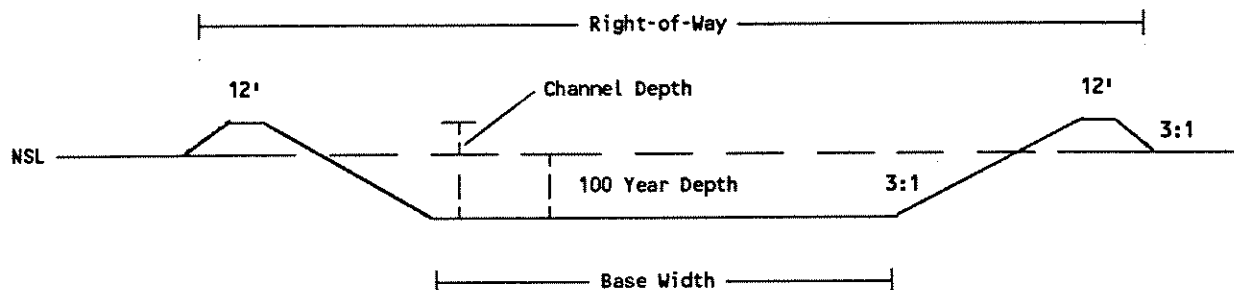 Right-of-Way
12'
12'
Channel Depth
3:1
NSL
100 Year Depth
3:1
Base Width